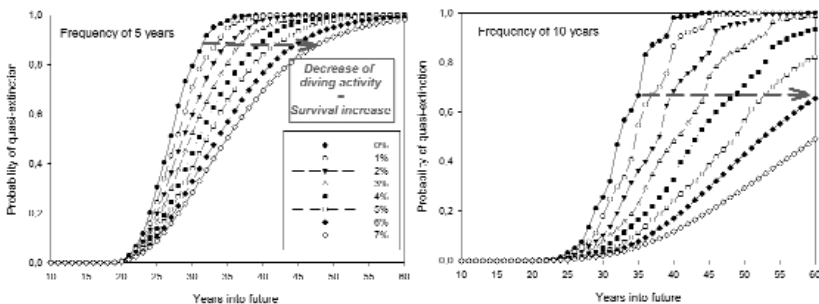 Frequency of 5 years
Decrease of
diving activity
=
Survival increase
0%
1%
2%
3%
4%
5%
6%
7%
Probability of quasi-extinction
1,0
0,8
0,6
0,4
0,2
0,0
10 15 20 25 30 35 40 45 50 55 60
Years into future
Frequency of 10 years
Probability of quasi-extinction
1,0
0,8
0,6
0,4
0,2
0,0
10 15 20 25 30 35 40 45 50 55 60
Years into future